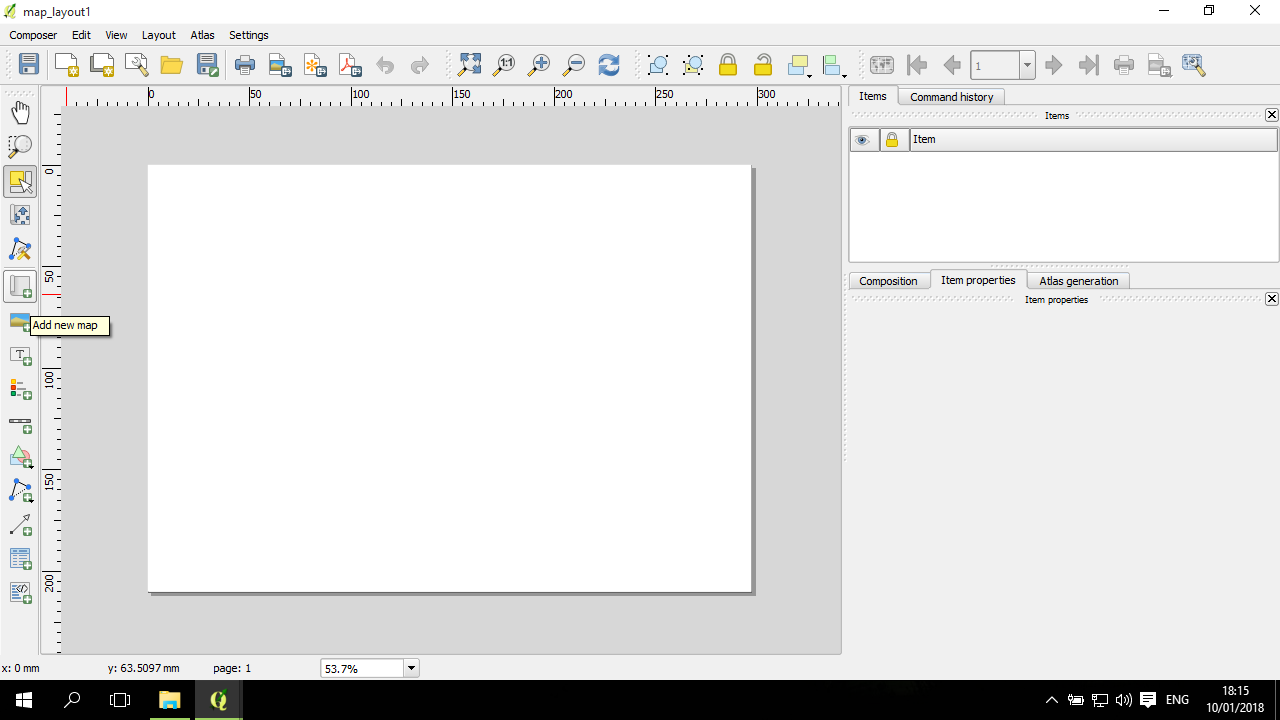 map_layout1
Composer Edit View Layout Atlas Settings
1:1
1
0 50 100 150 200 250 300
0
50
100
150
200
Add new map
T
Items Command history
Items
Item
Composition Item properties Atlas generation
Item properties
x: 0 mm y: 63.5097 mm page: 1 53.7%
ENG
18:15
10/01/2018